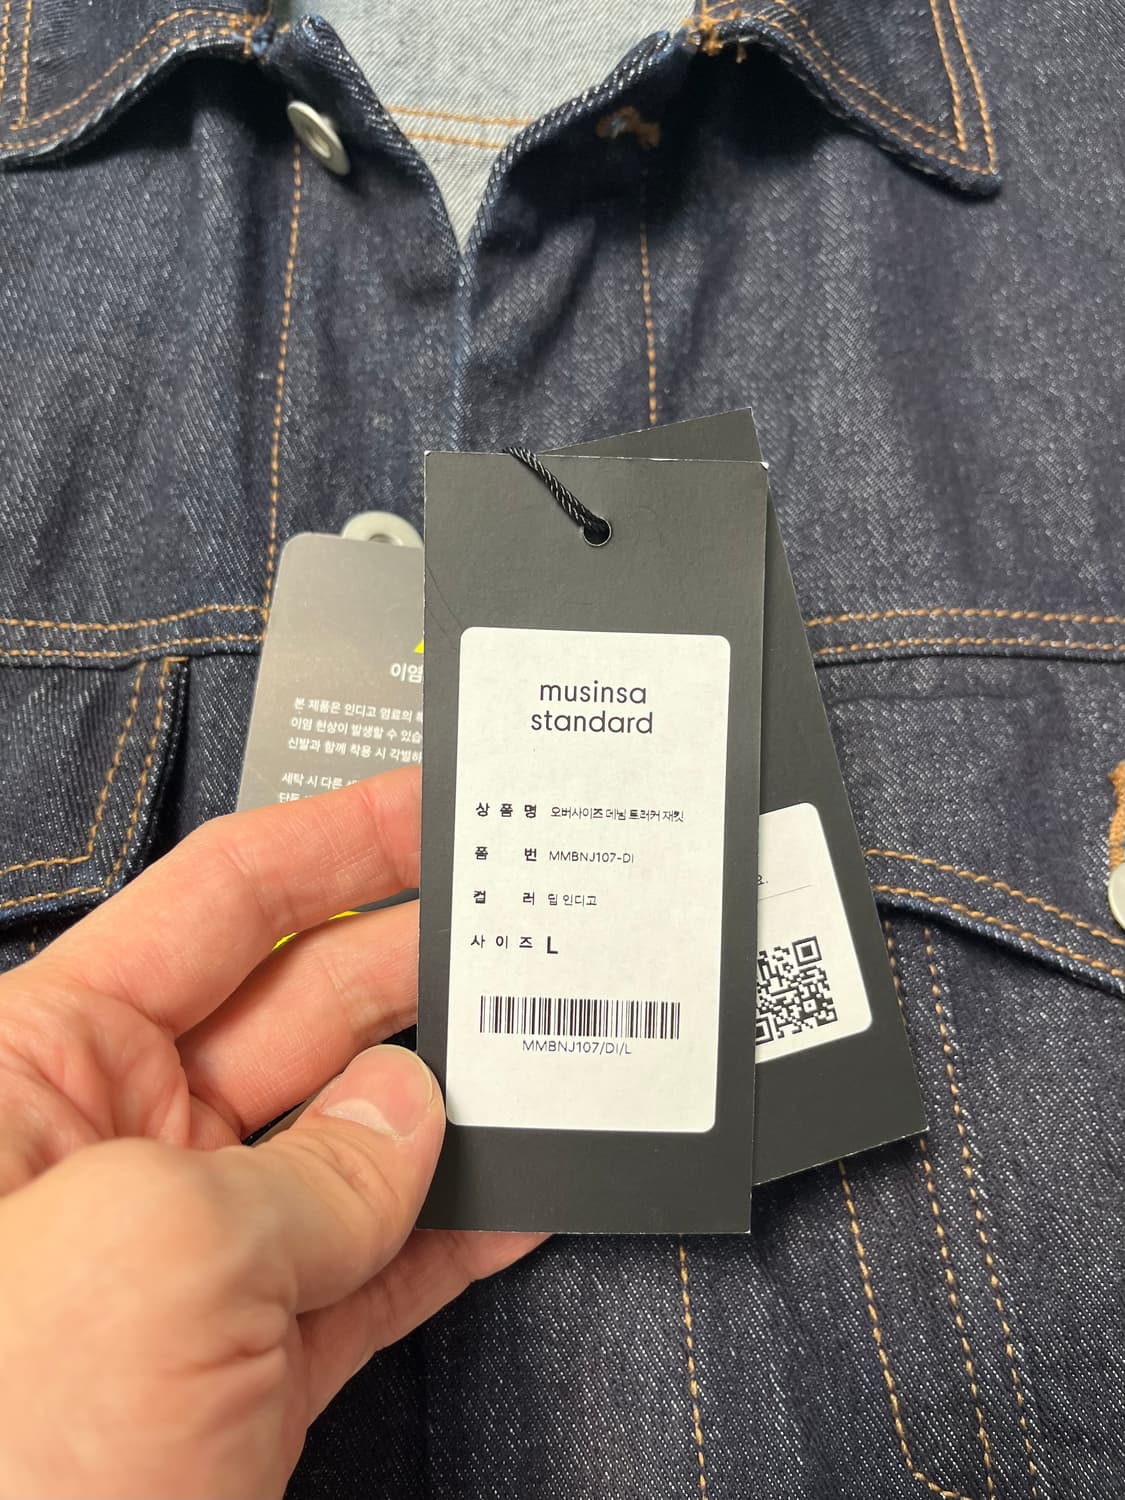 musinsa
standard
상품명 오버사이즈 데님 트러커 재킷
품번 MMBNJ107-DI
컬러 딥 인디고
사이즈 L
MMBNJ107/DI/L
이염
본 제품은 인디고 염료의
이염 현상이 발생할 수 있습
신발과 함께 착용 시 각별히
세탁 시 다른
요.